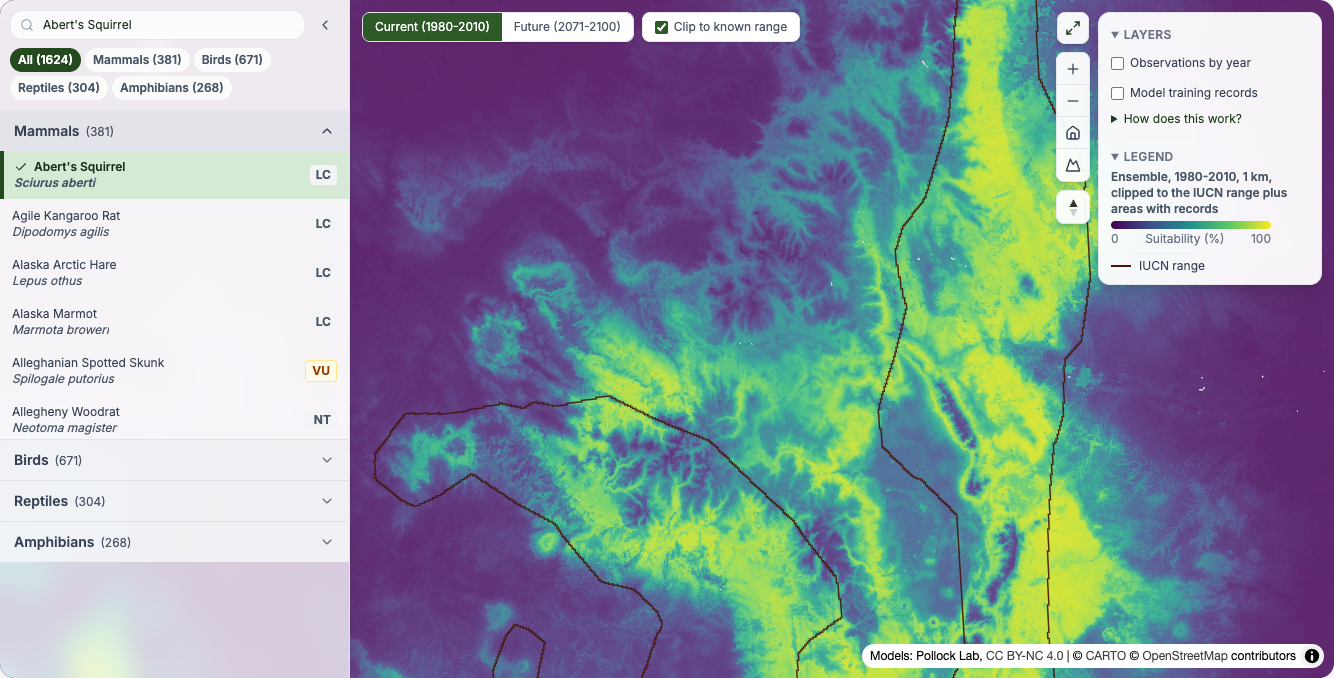 Abert's Squirrel
All (1624)
Mammals (381)
Birds (671)
Reptiles (304)
Amphibians (268)
Mammals (381)
Abert's Squirrel
Sciurus aberti
LC
Agile Kangaroo Rat
Dipodomys agilis
LC
Alaska Arctic Hare
Lepus othus
LC
Alaska Marmot
Marmota broweri
LC
Alleghanian Spotted Skunk
Spilogale putorius
VU
Allegheny Woodrat
Neotoma magister
NT
Birds (671)
Reptiles (304)
Amphibians (268)
Current (1980-2010)
Future (2071-2100)
Clip to known range
LAYERS
Observations by year
Model training records
How does this work?
LEGEND
Ensemble, 1980-2010, 1 km,
clipped to the IUCN range plus
areas with records
0 Suitability (%) 100
IUCN range
Models: Pollock Lab, CC BY-NC 4.0 | © CARTO © OpenStreetMap contributors